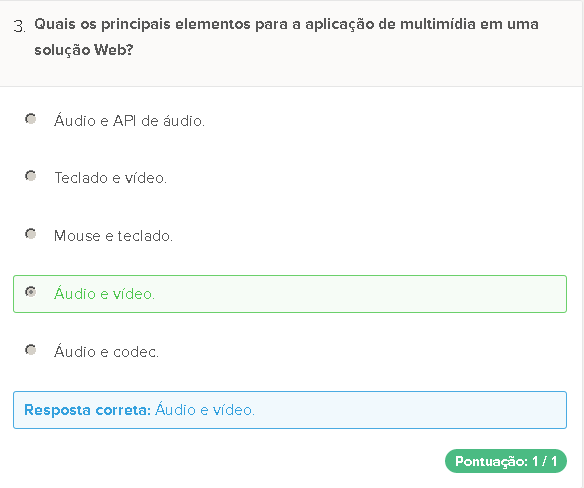 3. Quais os principais elementos para a aplicação de multimídia em uma
solução Web?
Áudio e API de áudio.
Teclado e vídeo.
Mouse e teclado.
Áudio e vídeo.
Áudio e codec.
Resposta correta: Áudio e vídeo.
Pontuação: 1 / 1